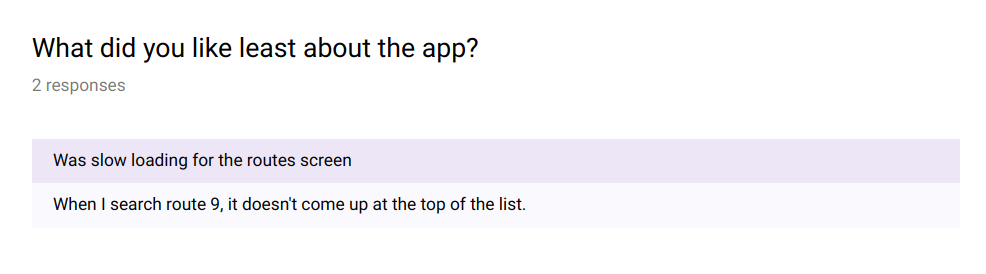 What did you like least about the app?
2 responses
Was slow loading for the routes screen
When I search route 9, it doesn't come up at the top of the list.